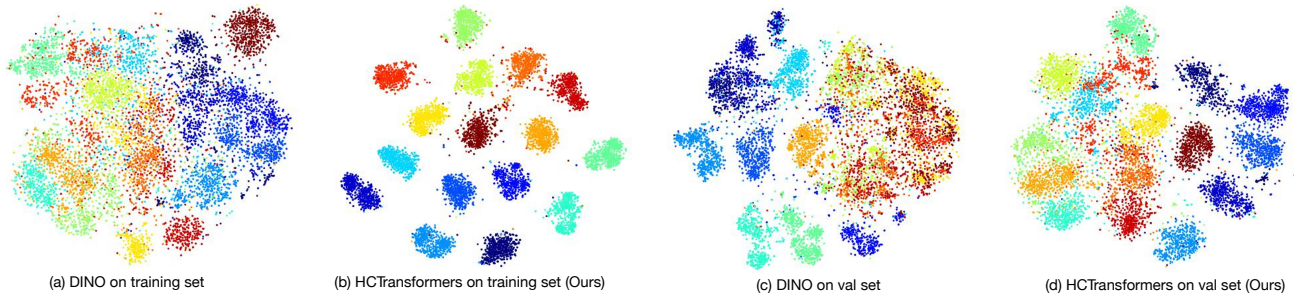 (a) DINO on training set
(b) HCTransformers on training set (Ours)
(c) DINO on val set
(d) HCTransformers on val set (Ours)